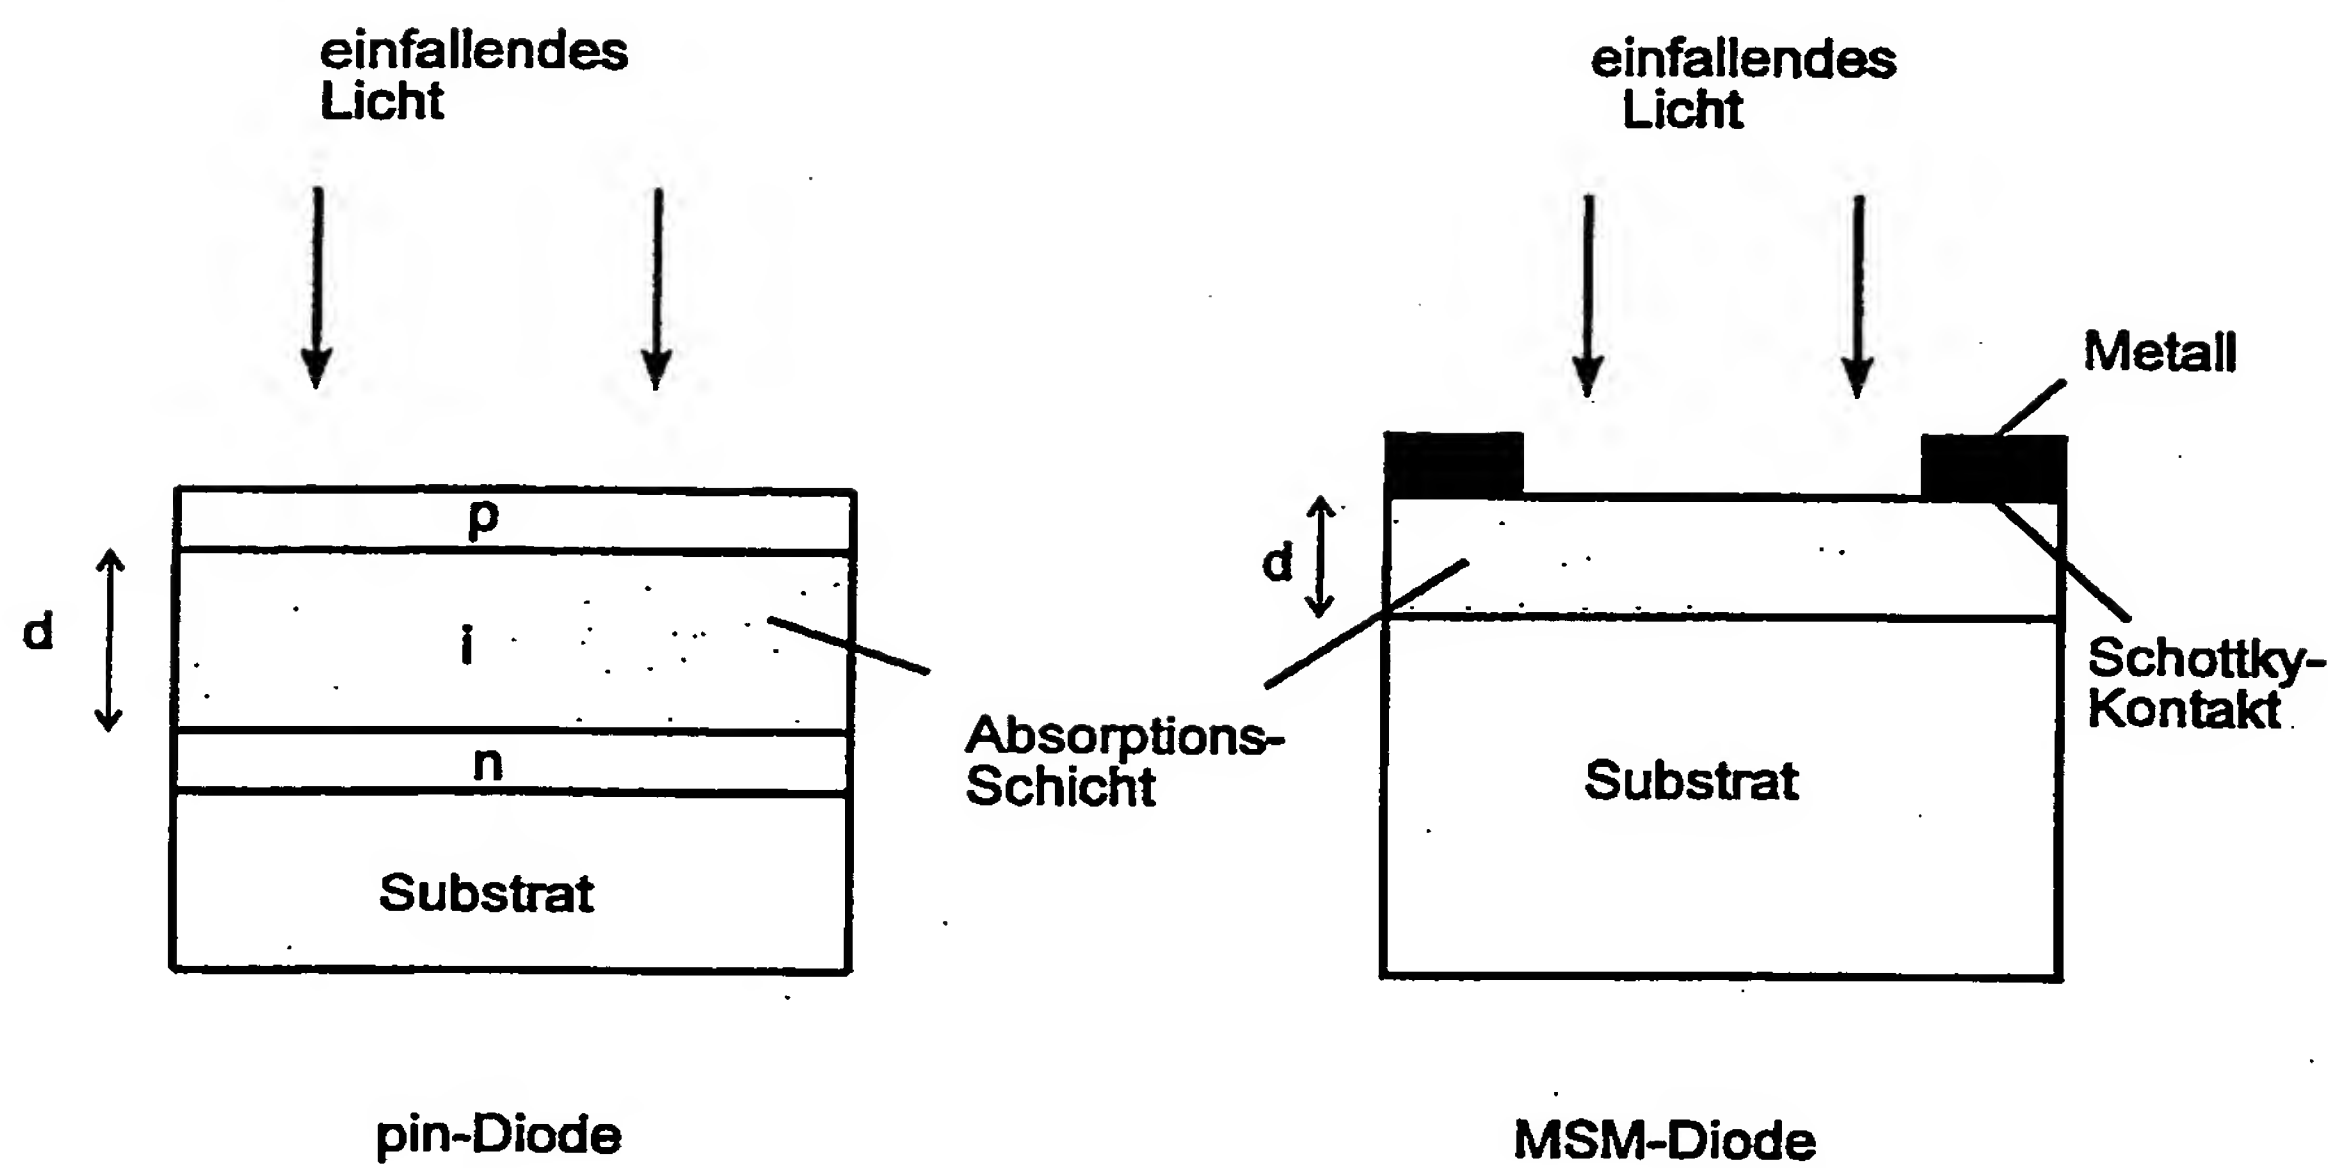 einfallendes
Licht
p
d
i
n
Substrat
pin-Diode
Absorptions-
Schicht
einfallendes
Licht
Metall
d
Schottky-
Kontakt
Substrat
MSM-Diode